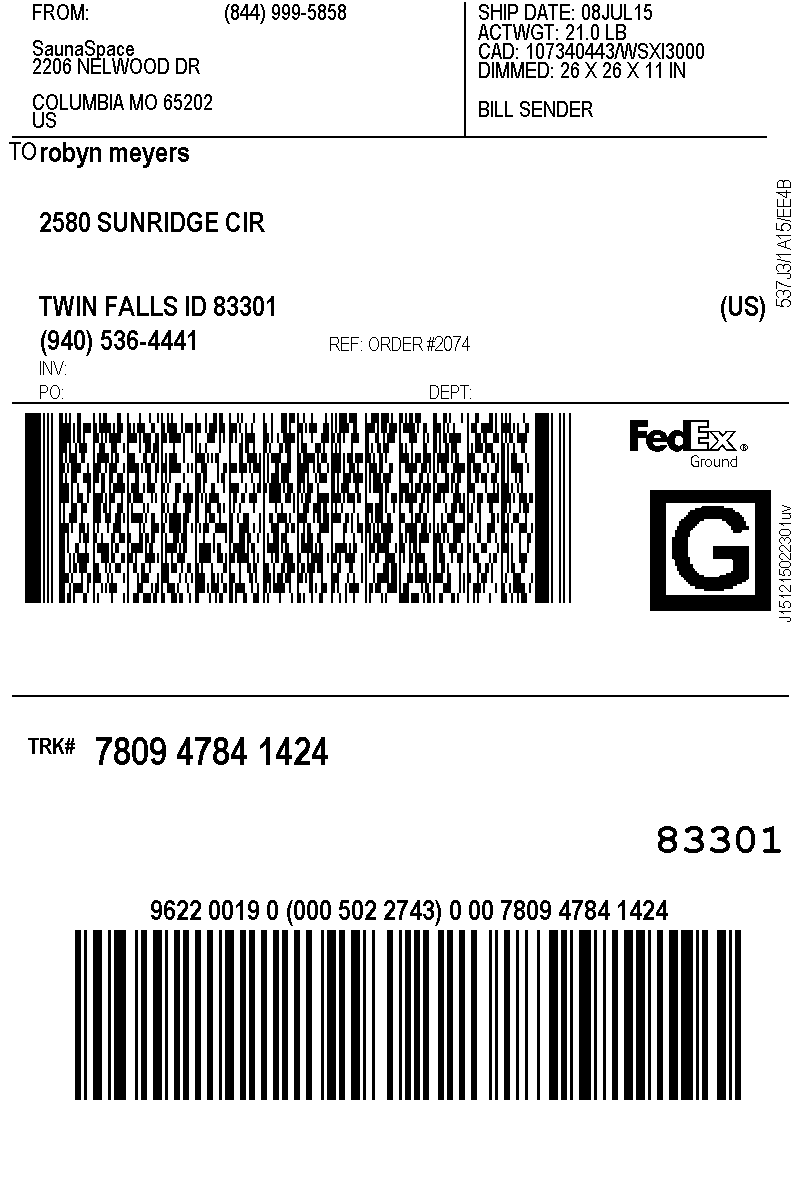 FROM: (844) 999-5858
SaunaSpace
2206 NELWOOD DR
COLUMBIA MO 65202
US
SHIP DATE: 08JUL15
ACTWGT: 21.0 LB
CAD: 107340443/WSXI3000
DIMMED: 26 X 26 X 11 IN
BILL SENDER
TO robyn meyers
2580 SUNRIDGE CIR
TWIN FALLS ID 83301 (US)
(940) 536-4441 REF: ORDER #2074
INV:
PO: DEPT:
537J3/1A15/EE4B
FedEx®
Ground
G
J151215022301uv
TRK# 7809 4784 1424
83301
9622 0019 0 (000 502 2743) 0 00 7809 4784 1424